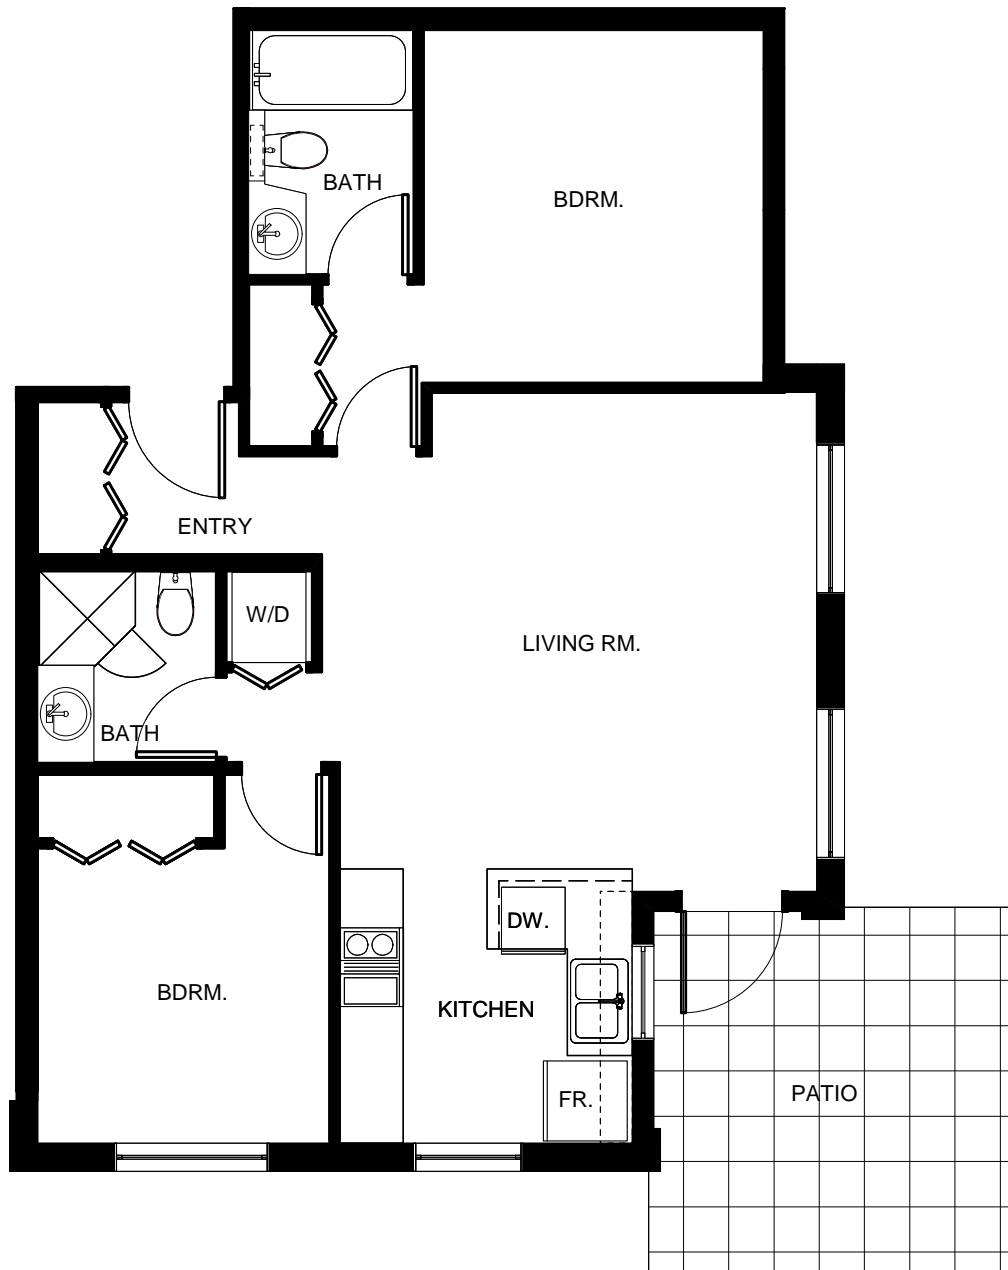 BATH
BDRM.
ENTRY
W/D
LIVING RM.
BATH
DW.
BDRM.
KITCHEN
FR.
PATIO